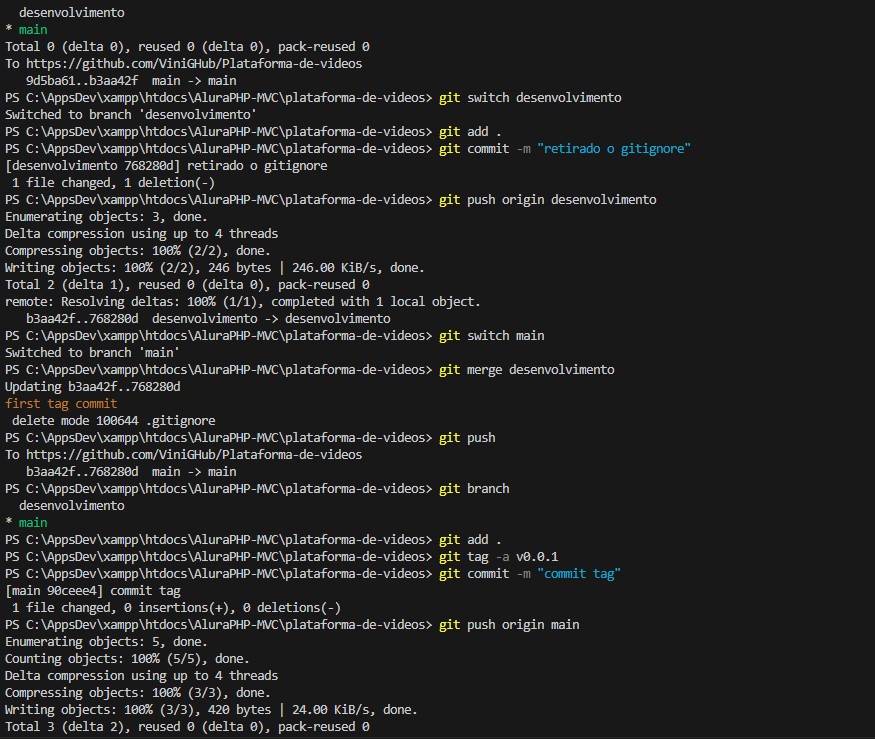 desenvolvimento
* main
Total 0 (delta 0), reused 0 (delta 0), pack-reused 0
To https://github.com/ViniGHub/Plataforma-de-videos
   9d5ba61..b3aa42f  main -> main
PS C:\AppsDev\xampp\htdocs\AluraPHP-MVC\plataforma-de-videos> git switch desenvolvimento
Switched to branch 'desenvolvimento'
PS C:\AppsDev\xampp\htdocs\AluraPHP-MVC\plataforma-de-videos> git add .
PS C:\AppsDev\xampp\htdocs\AluraPHP-MVC\plataforma-de-videos> git commit -m "retirado o gitignore"
[desenvolvimento 768280d] retirado o gitignore
 1 file changed, 1 deletion(-)
PS C:\AppsDev\xampp\htdocs\AluraPHP-MVC\plataforma-de-videos> git push origin desenvolvimento
Enumerating objects: 3, done.
Delta compression using up to 4 threads
Compressing objects: 100% (2/2), done.
Writing objects: 100% (2/2), 246 bytes | 246.00 KiB/s, done.
Total 2 (delta 1), reused 0 (delta 0), pack-reused 0
remote: Resolving deltas: 100% (1/1), completed with 1 local object.
   b3aa42f..768280d  desenvolvimento -> desenvolvimento
PS C:\AppsDev\xampp\htdocs\AluraPHP-MVC\plataforma-de-videos> git switch main
Switched to branch 'main'
PS C:\AppsDev\xampp\htdocs\AluraPHP-MVC\plataforma-de-videos> git merge desenvolvimento
Updating b3aa42f..768280d
first tag commit
 delete mode 100644 .gitignore
PS C:\AppsDev\xampp\htdocs\AluraPHP-MVC\plataforma-de-videos> git push
To https://github.com/ViniGHub/Plataforma-de-videos
   b3aa42f..768280d  main -> main
PS C:\AppsDev\xampp\htdocs\AluraPHP-MVC\plataforma-de-videos> git branch
  desenvolvimento
* main
PS C:\AppsDev\xampp\htdocs\AluraPHP-MVC\plataforma-de-videos> git add .
PS C:\AppsDev\xampp\htdocs\AluraPHP-MVC\plataforma-de-videos> git tag -a v0.0.1
PS C:\AppsDev\xampp\htdocs\AluraPHP-MVC\plataforma-de-videos> git commit -m "commit tag"
[main 90ceee4] commit tag
 1 file changed, 0 insertions(+), 0 deletions(-)
PS C:\AppsDev\xampp\htdocs\AluraPHP-MVC\plataforma-de-videos> git push origin main
Enumerating objects: 5, done.
Counting objects: 100% (5/5), done.
Delta compression using up to 4 threads
Compressing objects: 100% (3/3), done.
Writing objects: 100% (3/3), 420 bytes | 24.00 KiB/s, done.
Total 3 (delta 2), reused 0 (delta 0), pack-reused 0